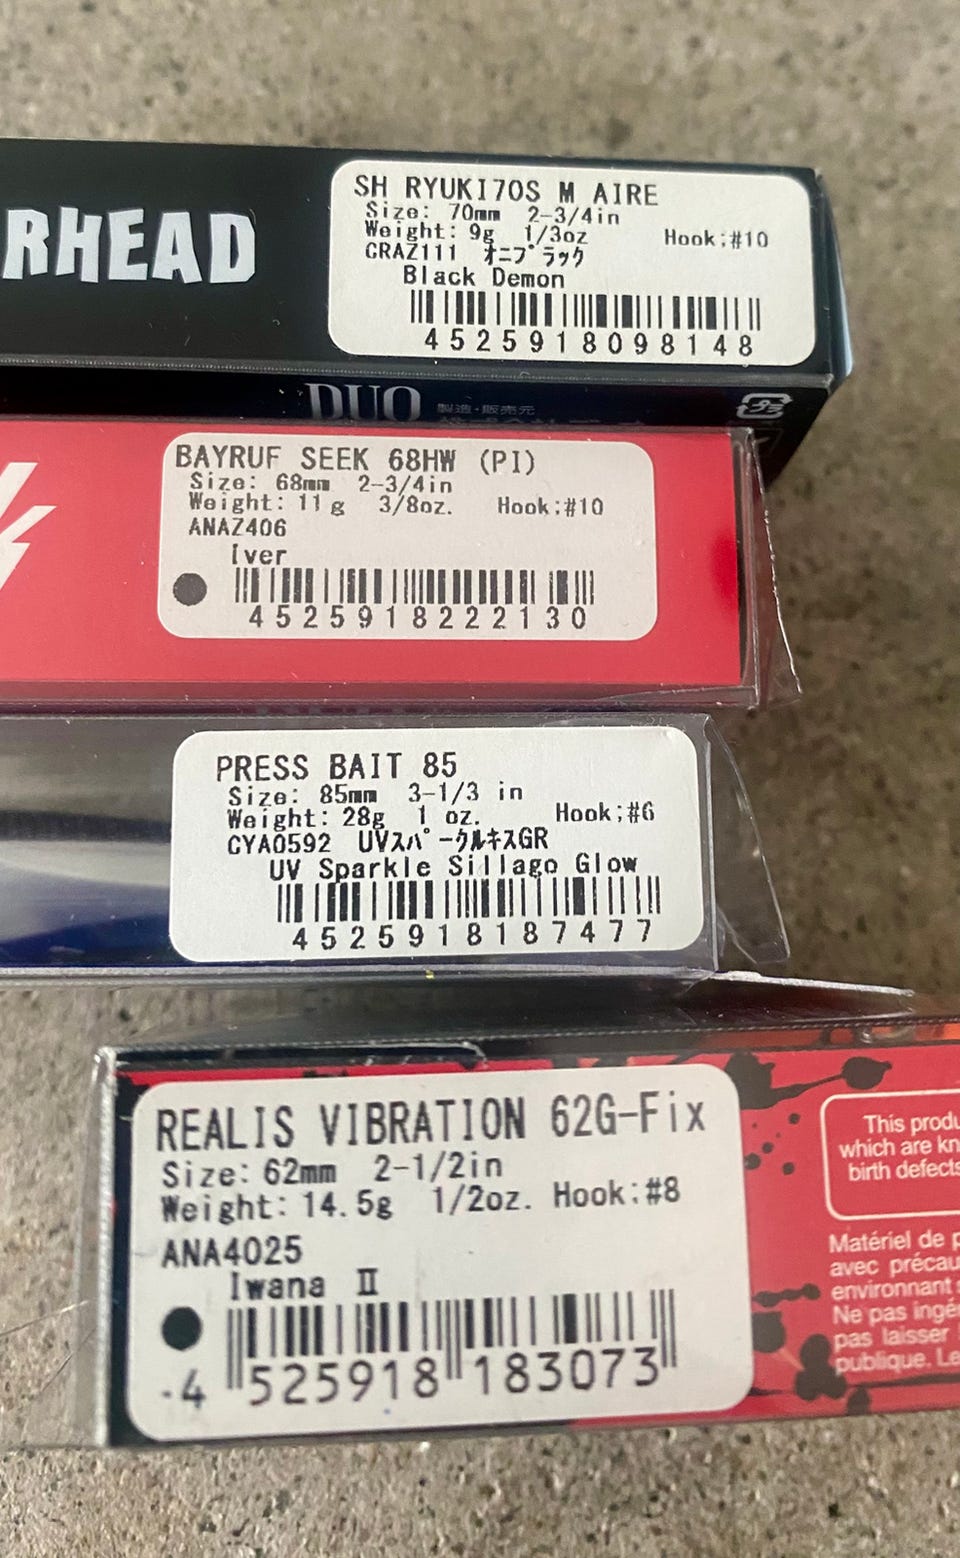 RHEAD
SH RYUKI70S M AIRE
Size: 70mm 2-3/4in
Weight: 9g 1/3oz Hook:#10
CRAZ111 オニブラック
Black Demon
4525918098148
DUO 製造・販売元
BAYRUF SEEK 68HW (PI)
Size: 68mm 2-3/4in
Weight: 11g 3/8oz. Hook:#10
ANAZ406
Iver
4525918222130
PRESS BAIT 85
Size: 85mm 3-1/3 in
Weight: 28g 1 oz. Hook:#6
CYA0592 UVスパークルキスGR
UV Sparkle Sillago Glow
4525918187477
REALIS VIBRATION 62G-Fix
Size: 62mm 2-1/2in
Weight: 14.5g 1/2oz. Hook:#8
ANA4025
Iwana II
4 525918 183073
This produ
which are kn
birth defects
Matériel de p
avec précau
environnant
Ne pas ingé
pas laisser
publique. Le